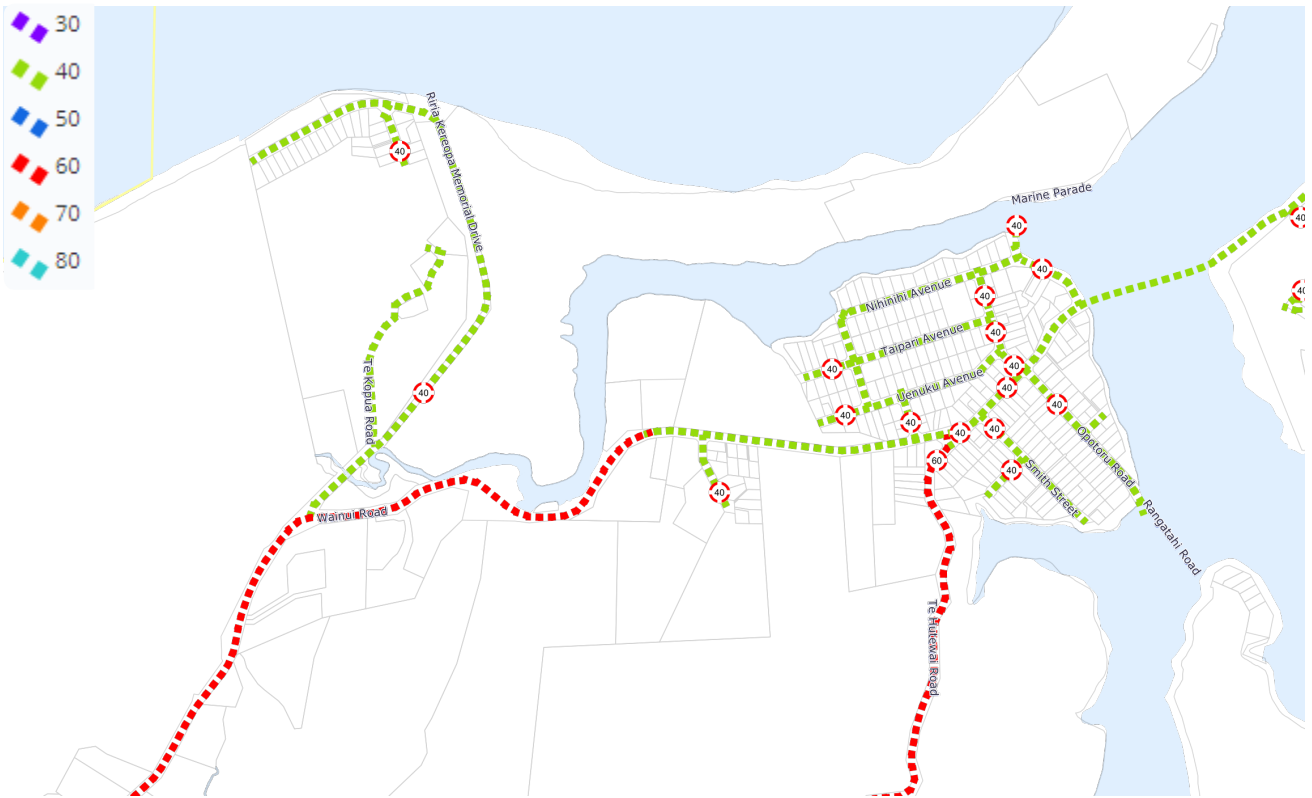 30
40
50
60
70
80
Riria Kereopa Memorial Drive
40
Marine Parade
40
40
40
40
Nihinihi Avenue
40
Taipari Avenue
40
40
40
Te Kopua Road
40
Uenuku Avenue
40
40
40
40
40
40
60
Opotoru Road
40
Smith Street
40
Wainui Road
Rangatahi Road
Te Hutewai Road